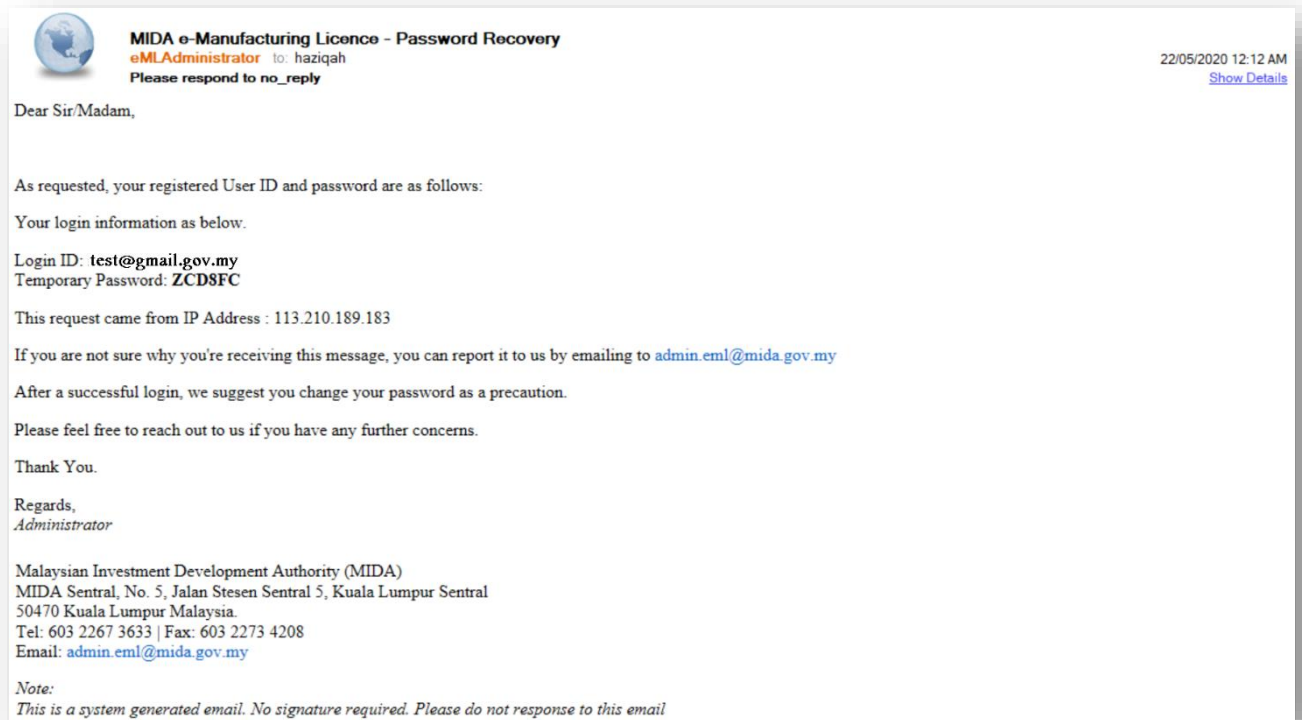 MIDA e-Manufacturing Licence - Password Recovery
eMLAdministrator to: haziqah
22/05/2020 12:12 AM
Please respond to no_reply
Show Details
Dear Sir/Madam,
As requested, your registered User ID and password are as follows:
Your login information as below.
Login ID: test@gmail.gov.my
Temporary Password: ZCD8FC
This request came from IP Address : 113.210.189.183
If you are not sure why you're receiving this message, you can report it to us by emailing to admin.eml@mida.gov.my
After a successful login, we suggest you change your password as a precaution.
Please feel free to reach out to us if you have any further concerns.
Thank You.
Regards,
Administrator
Malaysian Investment Development Authority (MIDA)
MIDA Sentral, No. 5, Jalan Stesen Sentral 5, Kuala Lumpur Sentral
50470 Kuala Lumpur Malaysia.
Tel: 603 2267 3633 | Fax: 603 2273 4208
Email: admin.eml@mida.gov.my
Note:
This is a system generated email. No signature required. Please do not response to this email